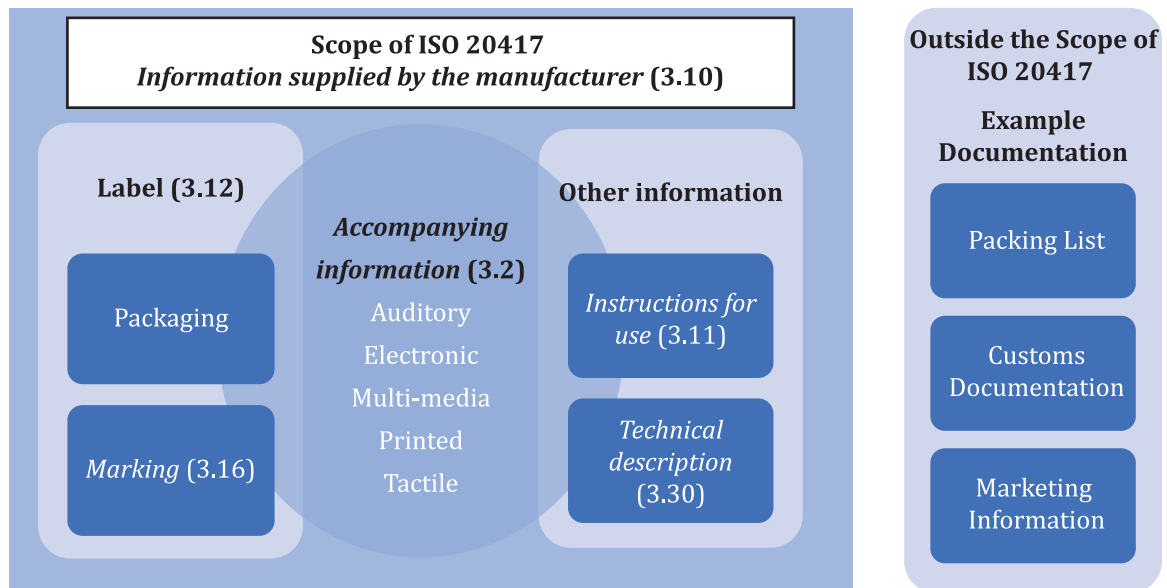 Scope of ISO 20417
Information supplied by the manufacturer (3.10)
Label (3.12)
Packaging
Marking (3.16)
Accompanying
information (3.2)
Auditory
Electronic
Multi-media
Printed
Tactile
Other information
Instructions for
use (3.11)
Technical
description
(3.30)
Outside the Scope of
ISO 20417
Example
Documentation
Packing List
Customs
Documentation
Marketing
Information